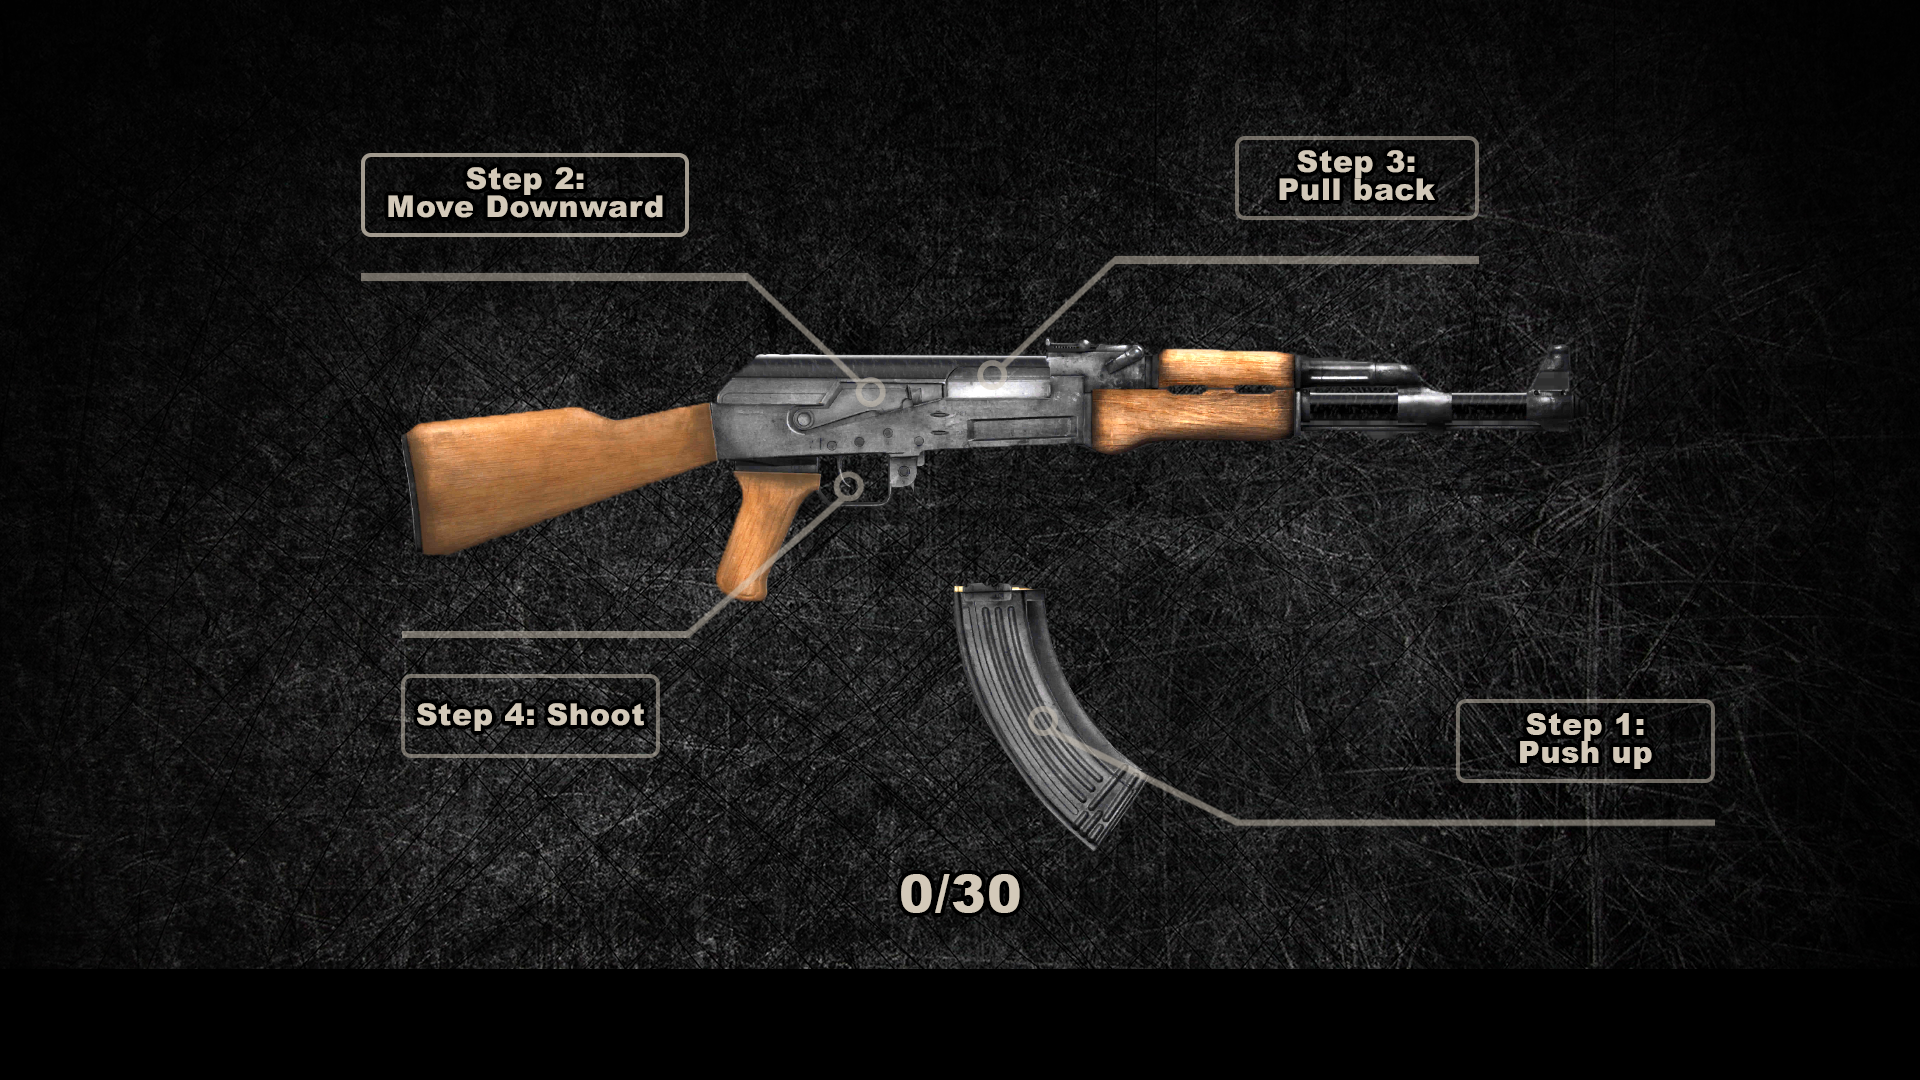 Step 2:
Move Downward
Step 3:
Pull back
Step 4: Shoot
Step 1:
Push up
0/30